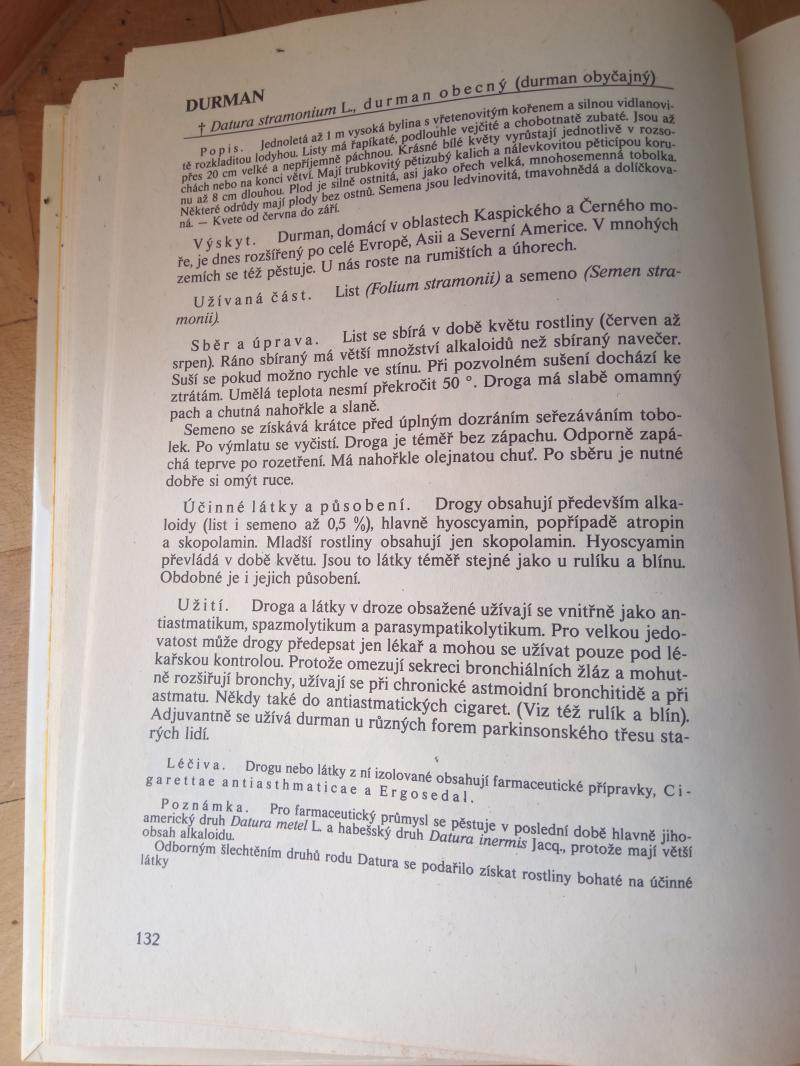 DURMAN
† Datura stramonium L., durman obecný (durman obyčajný)
Popis. Jednoletá až 1 m vysoká bylina s vřetenovitým kořenem a silnou vidlanovi-
tě rozkladitou lodyhou. Listy má řapíkaté, podlouhle vejčité a chobotnatě zubaté. Jsou až
přes 20 cm velké a nepříjemně páchnou. Krásné bílé květy vyrůstají jednotlivě v rozso-
chách nebo na konci větví. Mají trubkovitý pětizubý kalich a nálevkovitou pěticípou koru-
nu až 8 cm dlouhou. Plod je silně ostnitá, asi jako ořech velká, mnohosemenná tobolka.
Některé odrůdy mají plody bez ostnů. Semena jsou ledvinovitá, tmavohnědá a dolíčkova-
ná. — Kvete od června do září.
Výskyt. Durman, domácí v oblastech Kaspického a Černého mo-
ře, je dnes rozšířený po celé Evropě, Asii a Severní Americe. V mnohých
zemích se též pěstuje. U nás roste na rumištích a úhorech.
Užívaná část. List (Folium stramonii) a semeno (Semen stra-
monii).
Sběr a úprava. List se sbírá v době květu rostliny (červen až
srpen). Ráno sbíraný má větší množství alkaloidů než sbíraný navečer.
Suší se pokud možno rychle ve stínu. Při pozvolném sušení dochází ke
ztrátám. Umělá teplota nesmí překročit 50 °. Droga má slabě omamný
pach a chutná nahořkle a slaně.
Semeno se získává krátce před úplným dozráním seřezáváním tobo-
lek. Po výmlatu se vyčistí. Droga je téměř bez zápachu. Odporně zapá-
chá teprve po rozetření. Má nahořkle olejnatou chuť. Po sběru je nutné
dobře si omýt ruce.
Účinné látky a působení. Drogy obsahují především alka-
loidy (list i semeno až 0,5 %), hlavně hyoscyamin, popřípadě atropin
a skopolamin. Mladší rostliny obsahují jen skopolamin. Hyoscyamin
převládá v době květu. Jsou to látky téměř stejné jako u rulíku a blínu.
Obdobné je i jejich působení.
Užití. Droga a látky v droze obsažené užívají se vnitřně jako an-
tiastmatikum, spazmolytikum a parasympatikolytikum. Pro velkou jedo-
vatost může drogy předepsat jen lékař a mohou se užívat pouze pod lé-
kařskou kontrolou. Protože omezují sekreci bronchiálních žláz a mohut-
ně rozšiřují bronchy, užívají se při chronické astmoidní bronchitidě a při
astmatu. Někdy také do antiastmatických cigaret. (Viz též rulík a blín).
Adjuvantně se užívá durman u různých forem parkinsonského třesu sta-
rých lidí.
Léčiva. Drogu nebo látky z ní izolované obsahují farmaceutické přípravky, Ci-
garettae antiasthmaticae a Ergosedal.
Poznámka. Pro farmaceutický průmysl se pěstuje v poslední době hlavně jiho-
americký druh Datura metel L. a habešský druh Datura inermis Jacq., protože mají větší
obsah alkaloidu.
Odborným šlechtěním druhů rodu Datura se podařilo získat rostliny bohaté na účinné
látky
132